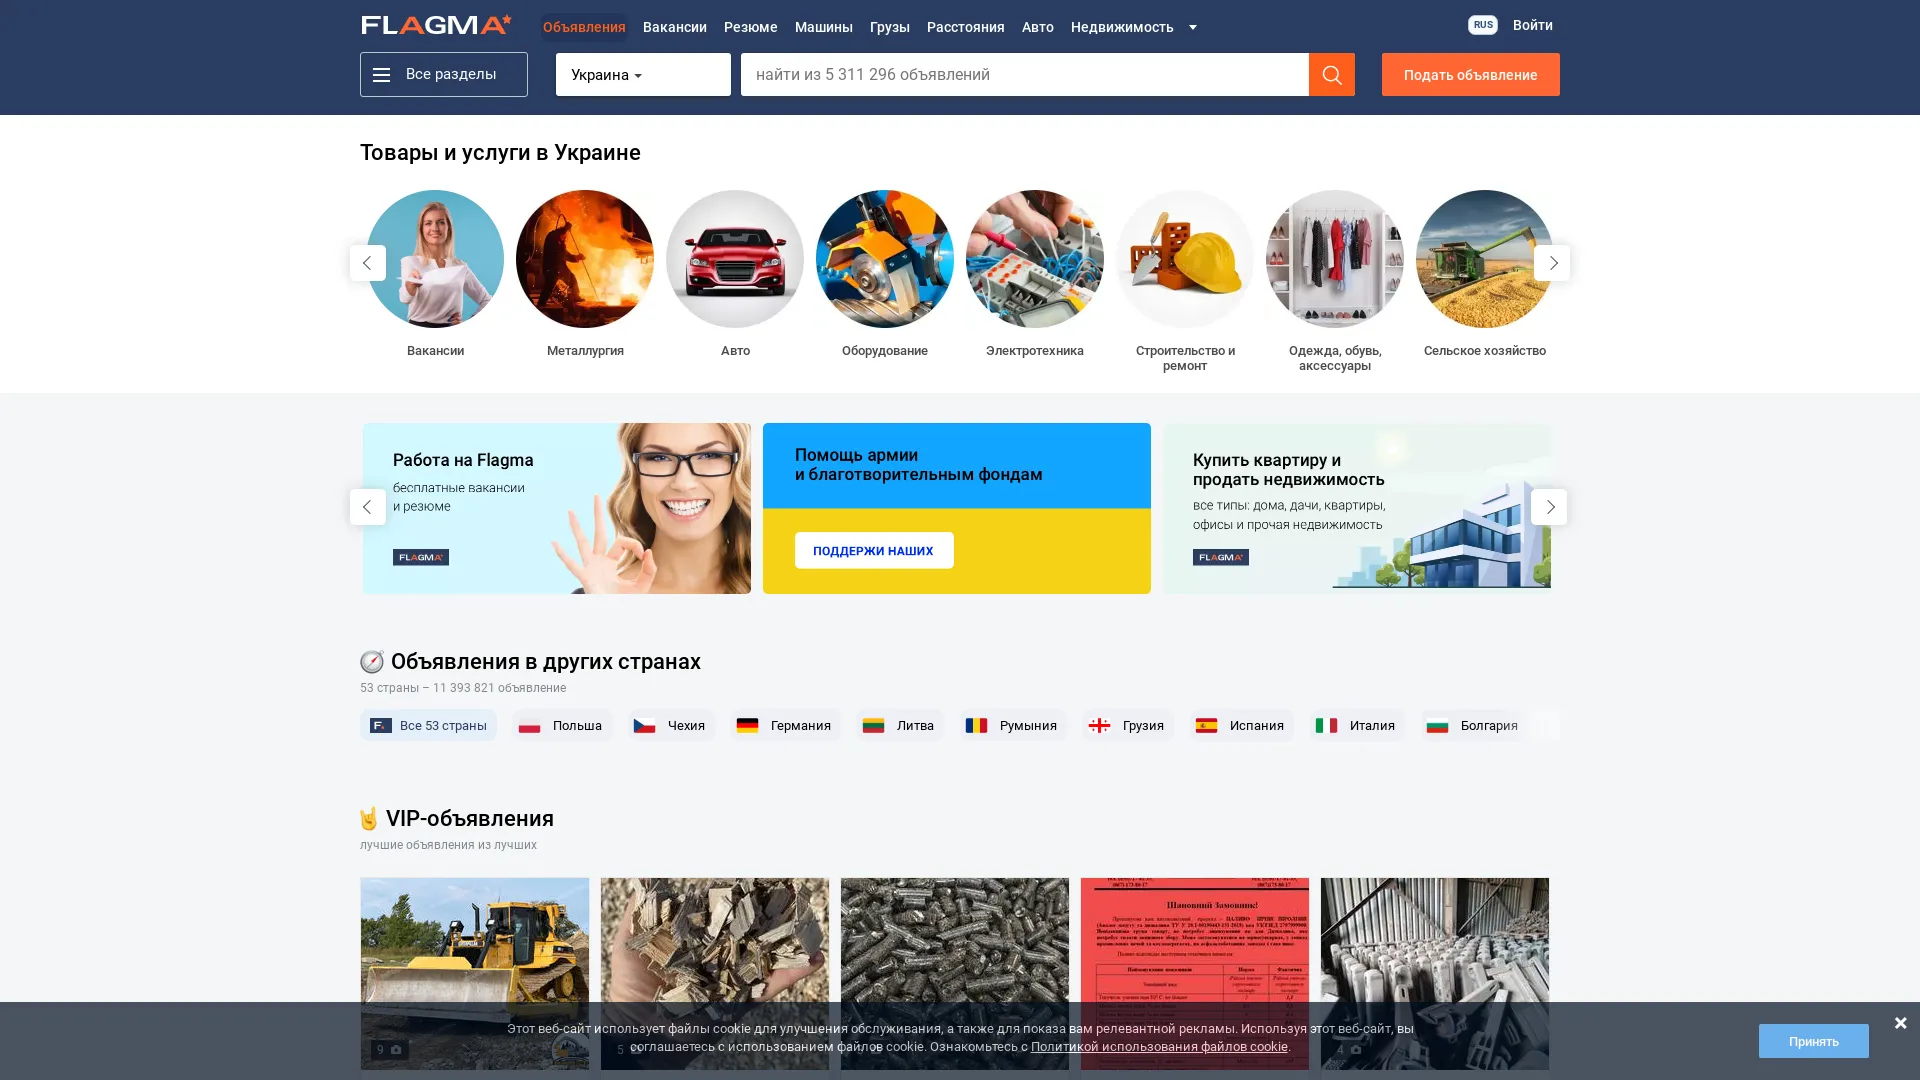 FLAGMA
Объявления
Вакансии
Резюме
Машины
Грузы
Расстояния
Авто
Недвижимость
RUS
Войти
Все разделы
Украина
найти из 5 311 296 объявлений
Подать объявление
Товары и услуги в Украине
Вакансии
Металлургия
Авто
Оборудование
Электротехника
Строительство и
ремонт
Одежда, обувь,
аксессуары
Сельское хозяйство
Работа на Flagma
бесплатные вакансии
и резюме
FLAGMA
Помощь армии
и благотворительным фондам
ПОДДЕРЖИ НАШИХ
Купить квартиру и
продать недвижимость
все типы: дома, дачи, квартиры,
офисы и прочая недвижимость
FLAGMA
Объявления в других странах
53 страны – 11 393 821 объявление
Все 53 страны
Польша
Чехия
Германия
Литва
Румыния
Грузия
Испания
Италия
Болгария
VIP-объявления
лучшие объявления из лучших
Шановний Замовник!
9
5
4
Этот веб-сайт использует файлы cookie для улучшения обслуживания, а также для показа вам релевантной рекламы. Используя этот веб-сайт, вы
соглашаетесь с использованием файлов cookie. Ознакомьтесь с Политикой использования файлов cookie.
Принять